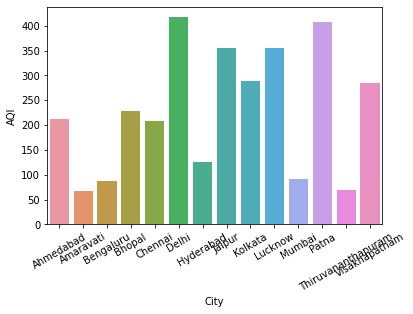 AQI
400
350
300
250
200
150
100
50
0
Ahmedabad
Amaravati
Bengaluru
Bhopal
Chennai
Delhi
Hyderabad
Jaipur
Kolkata
Lucknow
Mumbai
Patna
Thiruvananthapuram
Visakhapatnam
City